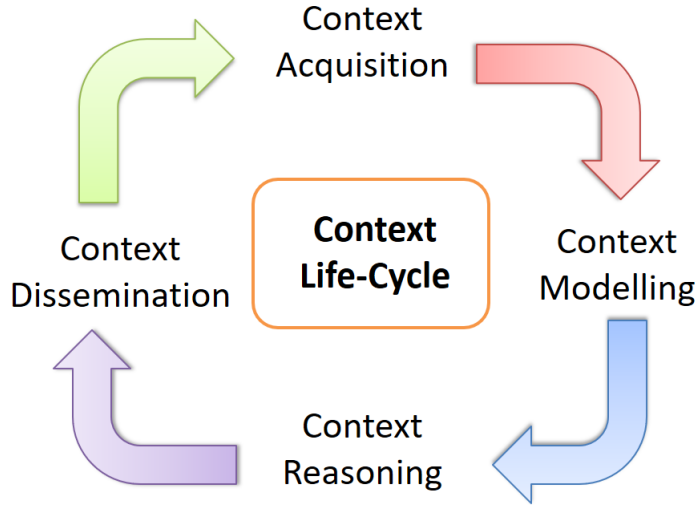 Context
Acquisition
Context
Modelling
Context
Reasoning
Context
Dissemination
Context
Life-Cycle